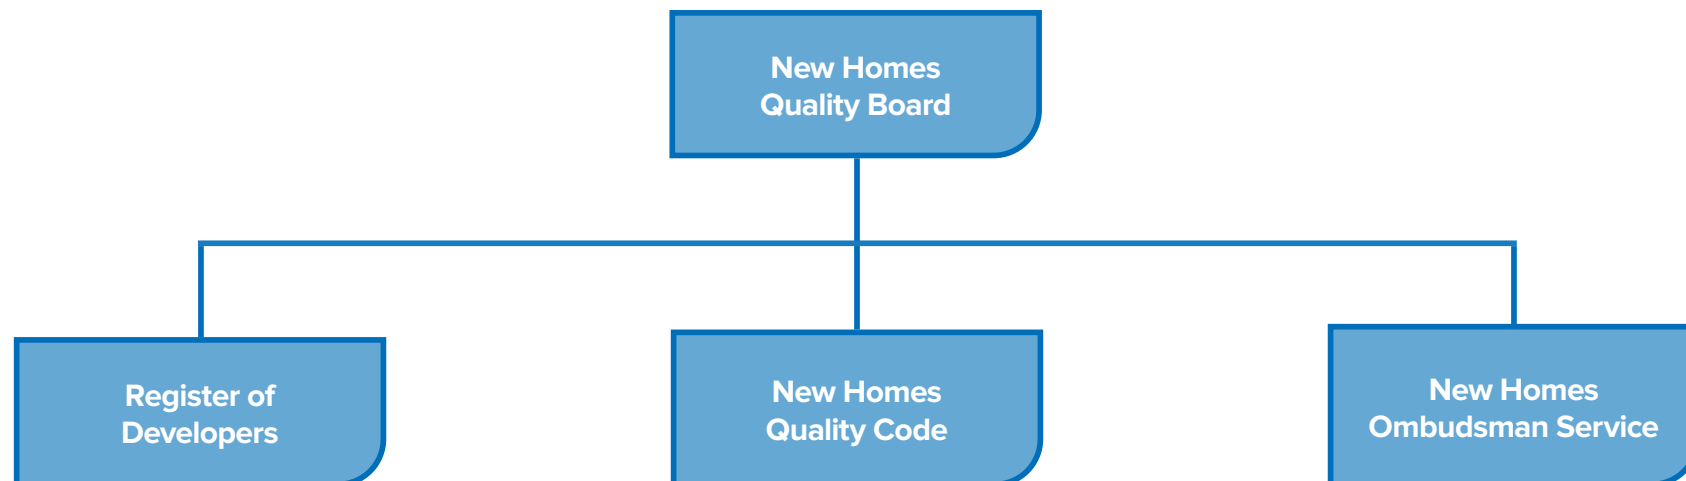 New Homes
Quality Board
Register of
Developers
New Homes
Quality Code
New Homes
Ombudsman Service